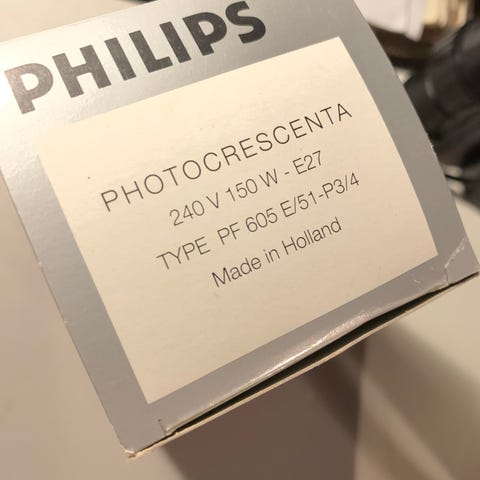 PHILIPS
PHOTOCRESCENTA
240 V 150 W - E27
TYPE PF 605 E/51-P3/4
Made in Holland